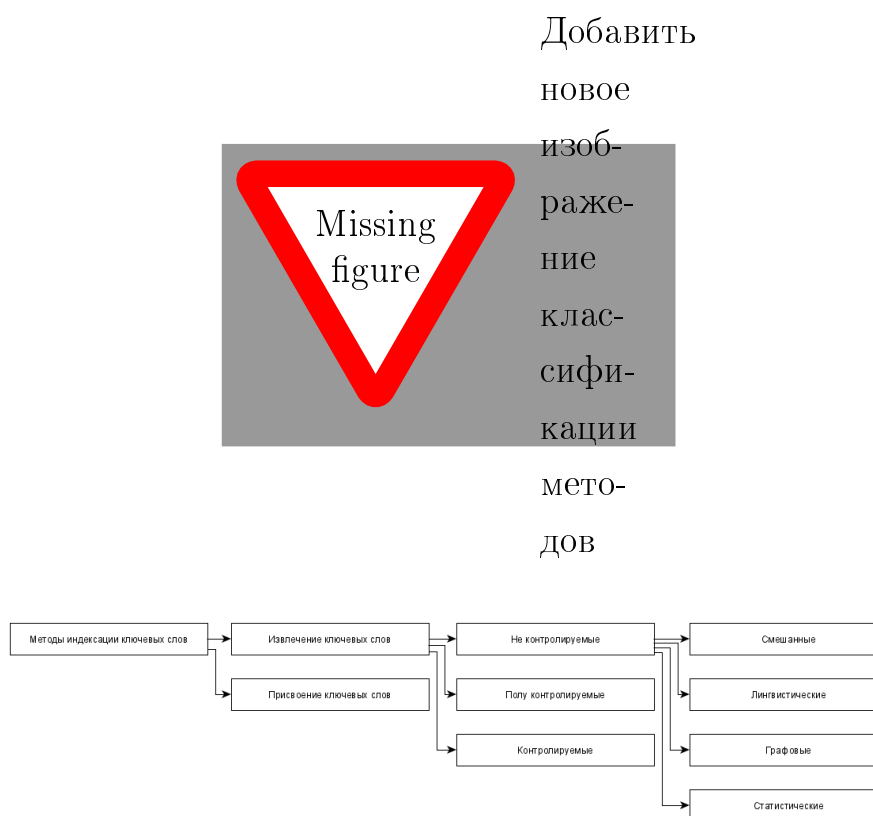 Missing
figure
Добавить
новое
изоб-
раже-
ние
клас-
сифи-
кации
мето-
дов
Методы индексации ключевых слов
Извлечение ключевых слов
Не контролируемые
Смешанные
Присвоение ключевых слов
Полу контролируемые
Лингвистические
Контролируемые
Графовые
Статистические